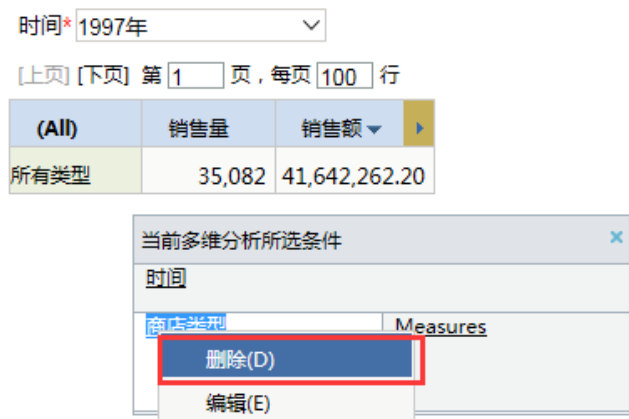 时间* 1997年
[上页] [下页] 第 1 页，每页 100 行
(All) 销售量 销售额
所有类型 35,082 41,642,262.20
当前多维分析所选条件 ×
时间
商店类型 Measures
删除(D)
编辑(E)